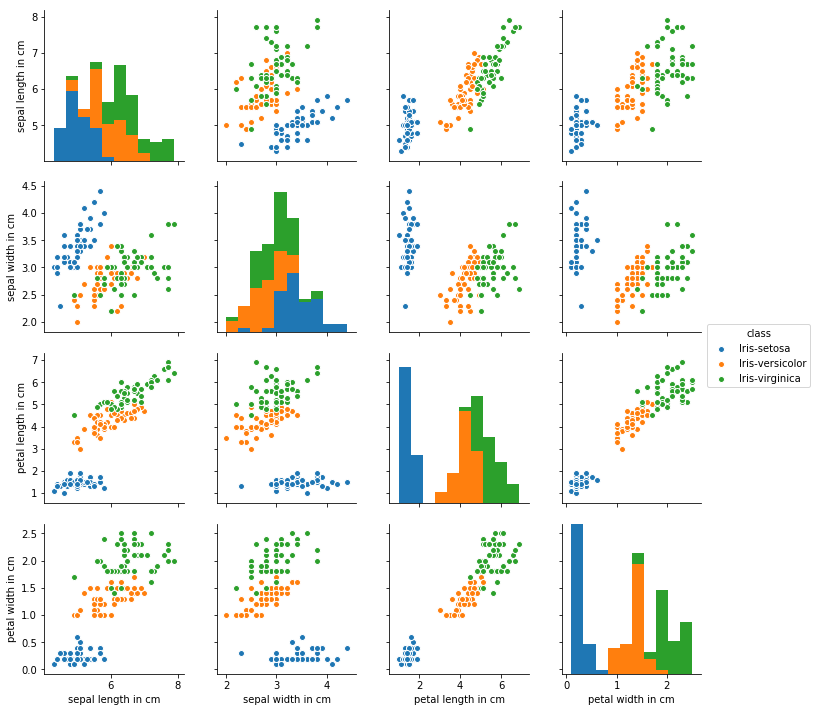 8
7
6
5
sepal length in cm
4.5
4.0
3.5
3.0
2.5
2.0
sepal width in cm
class
Iris-setosa
Iris-versicolor
Iris-virginica
7
6
5
4
3
2
1
petal length in cm
2.5
2.0
1.5
1.0
0.5
0.0
petal width in cm
6 8
2 3 4
2 4 6
0 1 2
sepal length in cm
sepal width in cm
petal length in cm
petal width in cm